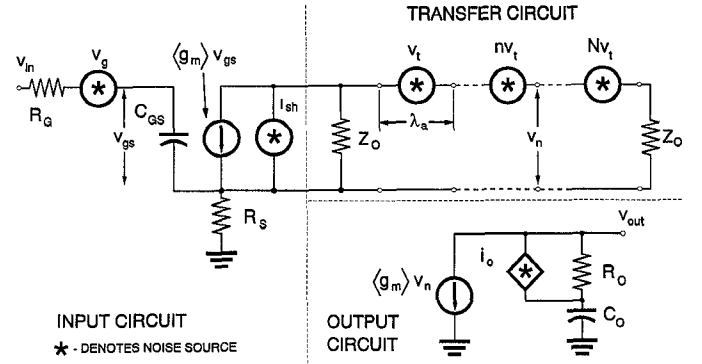 TRANSFER CIRCUIT
v_in
v_g
⟨g_m⟩ v_gs
v_t
nv_t
Nv_t
R_G
C_GS
i_sh
v_gs
Z_O
λ_a
v_n
Z_O
R_S
v_out
i_o
R_O
⟨g_m⟩ v_n
C_O
INPUT CIRCUIT
* - DENOTES NOISE SOURCE
OUTPUT
CIRCUIT